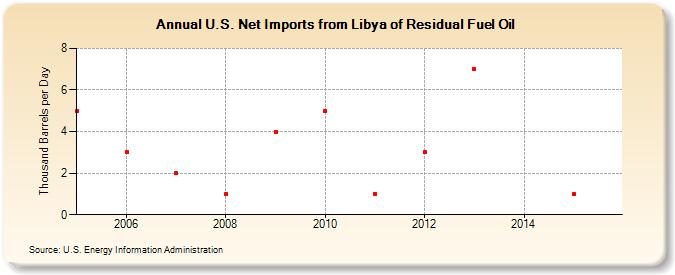 Annual U.S. Net Imports from Libya of Residual Fuel Oil
Thousand Barrels per Day
8
6
4
2
0
2006 2008 2010 2012 2014
Source: U.S. Energy Information Administration